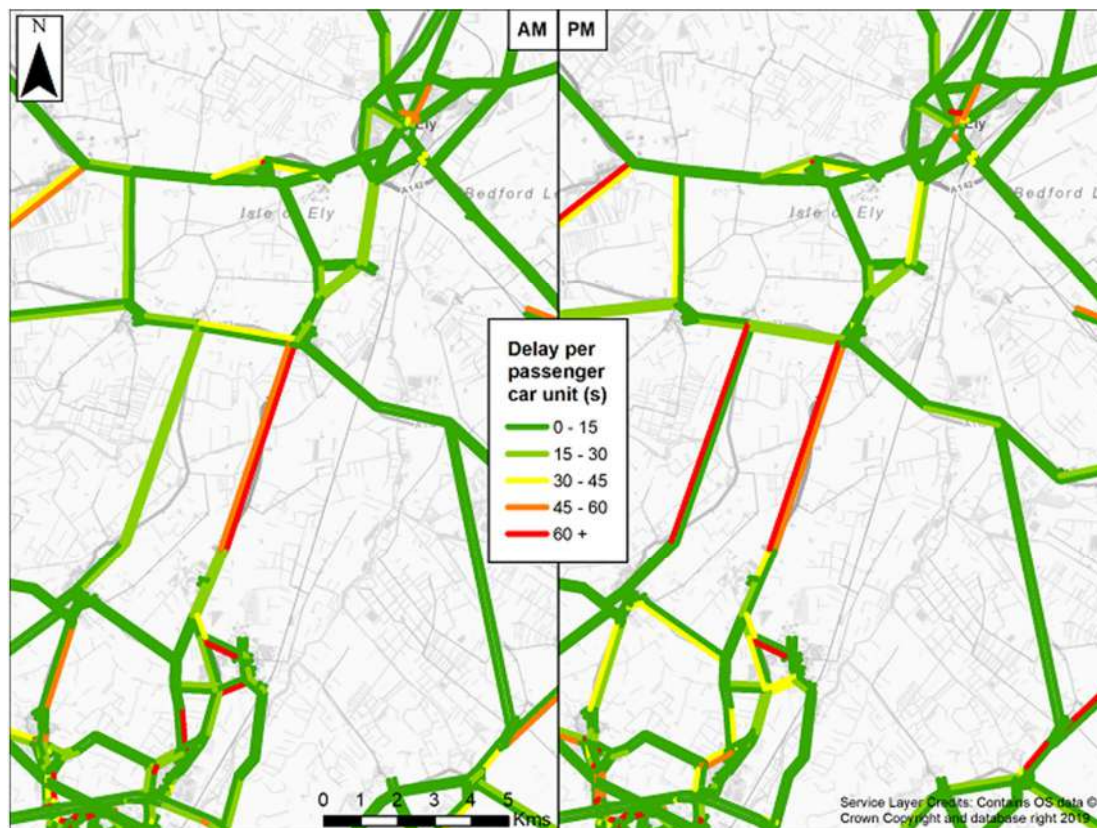 N
AM
PM
Ely
Ely
A142
A142
Bedford Le
Bedford L
Isle of Ely
Isle of Ely
Delay per
passenger
car unit (s)
0 - 15
15 - 30
30 - 45
45 - 60
60 +
0 1 2 3 4 5
Kms
Service Layer Credits: Contains OS data ©
Crown Copyright and database right 2019